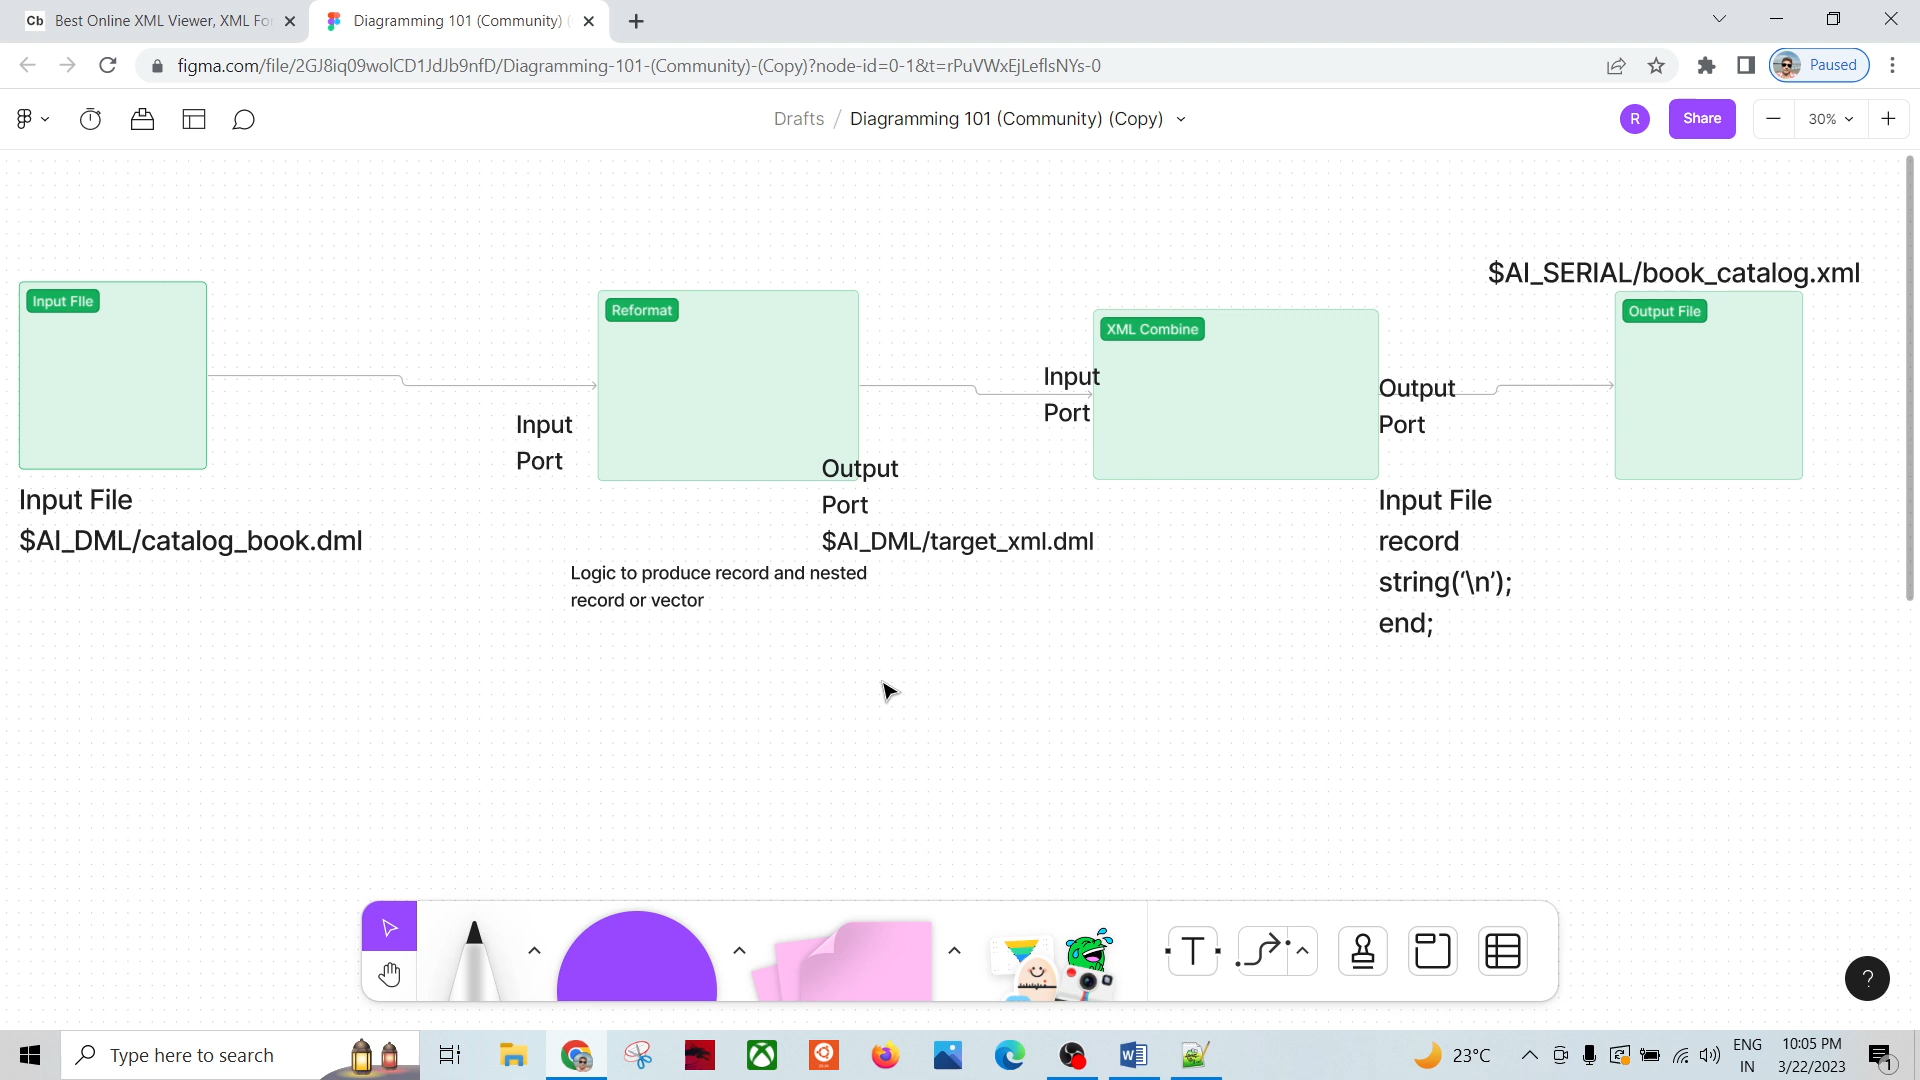 Cb Best Online XML Viewer, XML For
Diagramming 101 (Community) (
figma.com/file/2GJ8iq09wolCD1JdJb9nfD/Diagramming-101-(Community)-(Copy)?node-id=0-1&t=rPuVWxEjLeflsNYs-0
Paused
Drafts / Diagramming 101 (Community) (Copy)
R
Share
30%
$AI_SERIAL/book_catalog.xml
Input FIle
Reformat
XML Combine
Output File
Input
Port
Output
Port
Input
Port
Output
Port
$AI_DML/target_xml.dml
Input File
$AI_DML/catalog_book.dml
Logic to produce record and nested
record or vector
Input File
record
string(‘\n’);
end;
T
?
Type here to search
23°C
ENG
IN
10:05 PM
3/22/2023
1